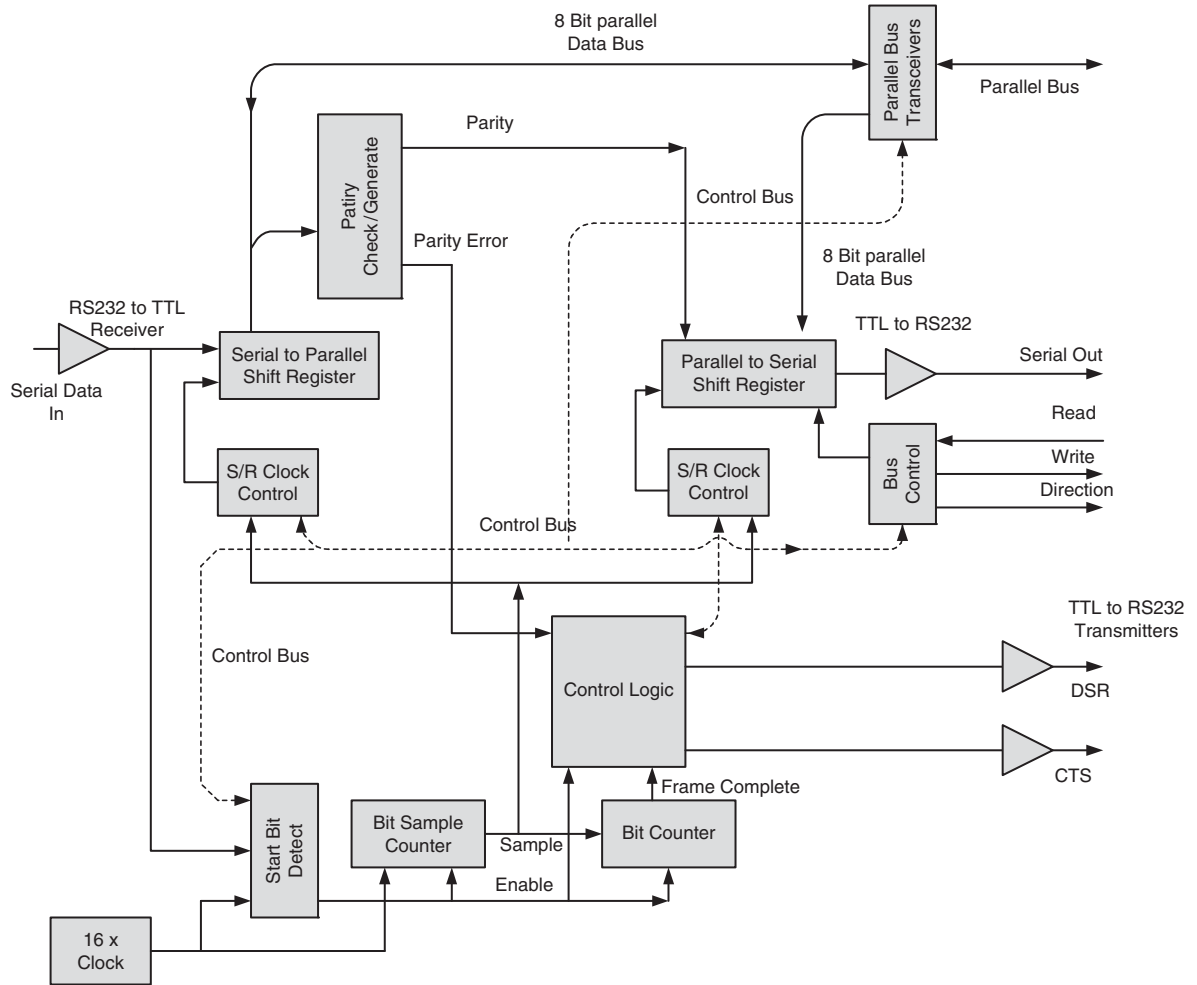 8 Bit parallel
Data Bus
Parallel Bus
Transceivers
Parallel Bus
Parity
Patiry
Check/Generate
Control Bus
Parity Error
8 Bit parallel
Data Bus
RS232 to TTL
Receiver
TTL to RS232
Serial to Parallel
Shift Register
Parallel to Serial
Shift Register
Serial Out
Serial Data
In
Read
S/R Clock
Control
S/R Clock
Control
Bus
Control
Write
Direction
Control Bus
TTL to RS232
Transmitters
Control Bus
Control Logic
DSR
CTS
Frame Complete
Start Bit
Detect
Bit Sample
Counter
Sample
Bit Counter
Enable
16 x
Clock